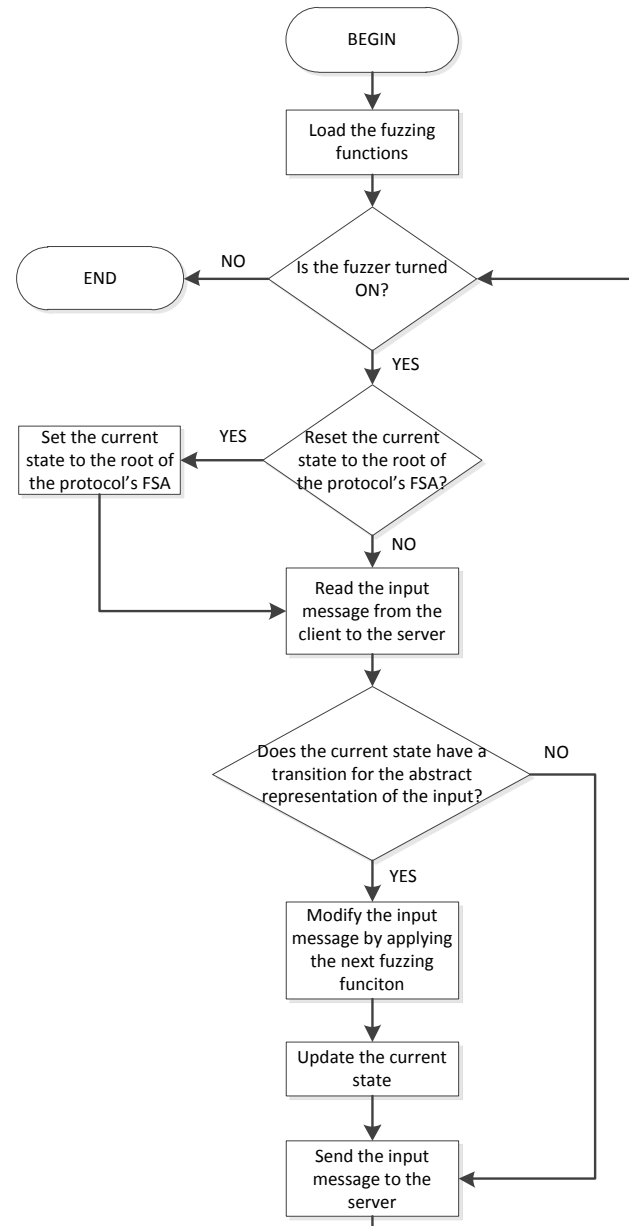 BEGIN
Load the fuzzing
functions
Is the fuzzer turned
ON?
NO
END
YES
Reset the current
state to the root of
the protocol's FSA?
YES
Set the current
state to the root of
the protocol's FSA
NO
Read the input
message from the
client to the server
Does the current state have a
transition for the abstract
representation of the input?
NO
YES
Modify the input
message by applying
the next fuzzing
funciton
Update the current
state
Send the input
message to the
server